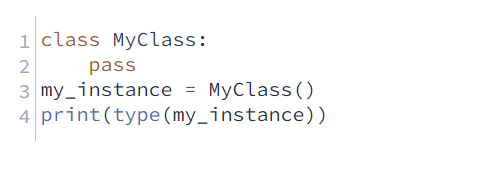 1 class MyClass:
2     pass
3 my_instance = MyClass()
4 print(type(my_instance))